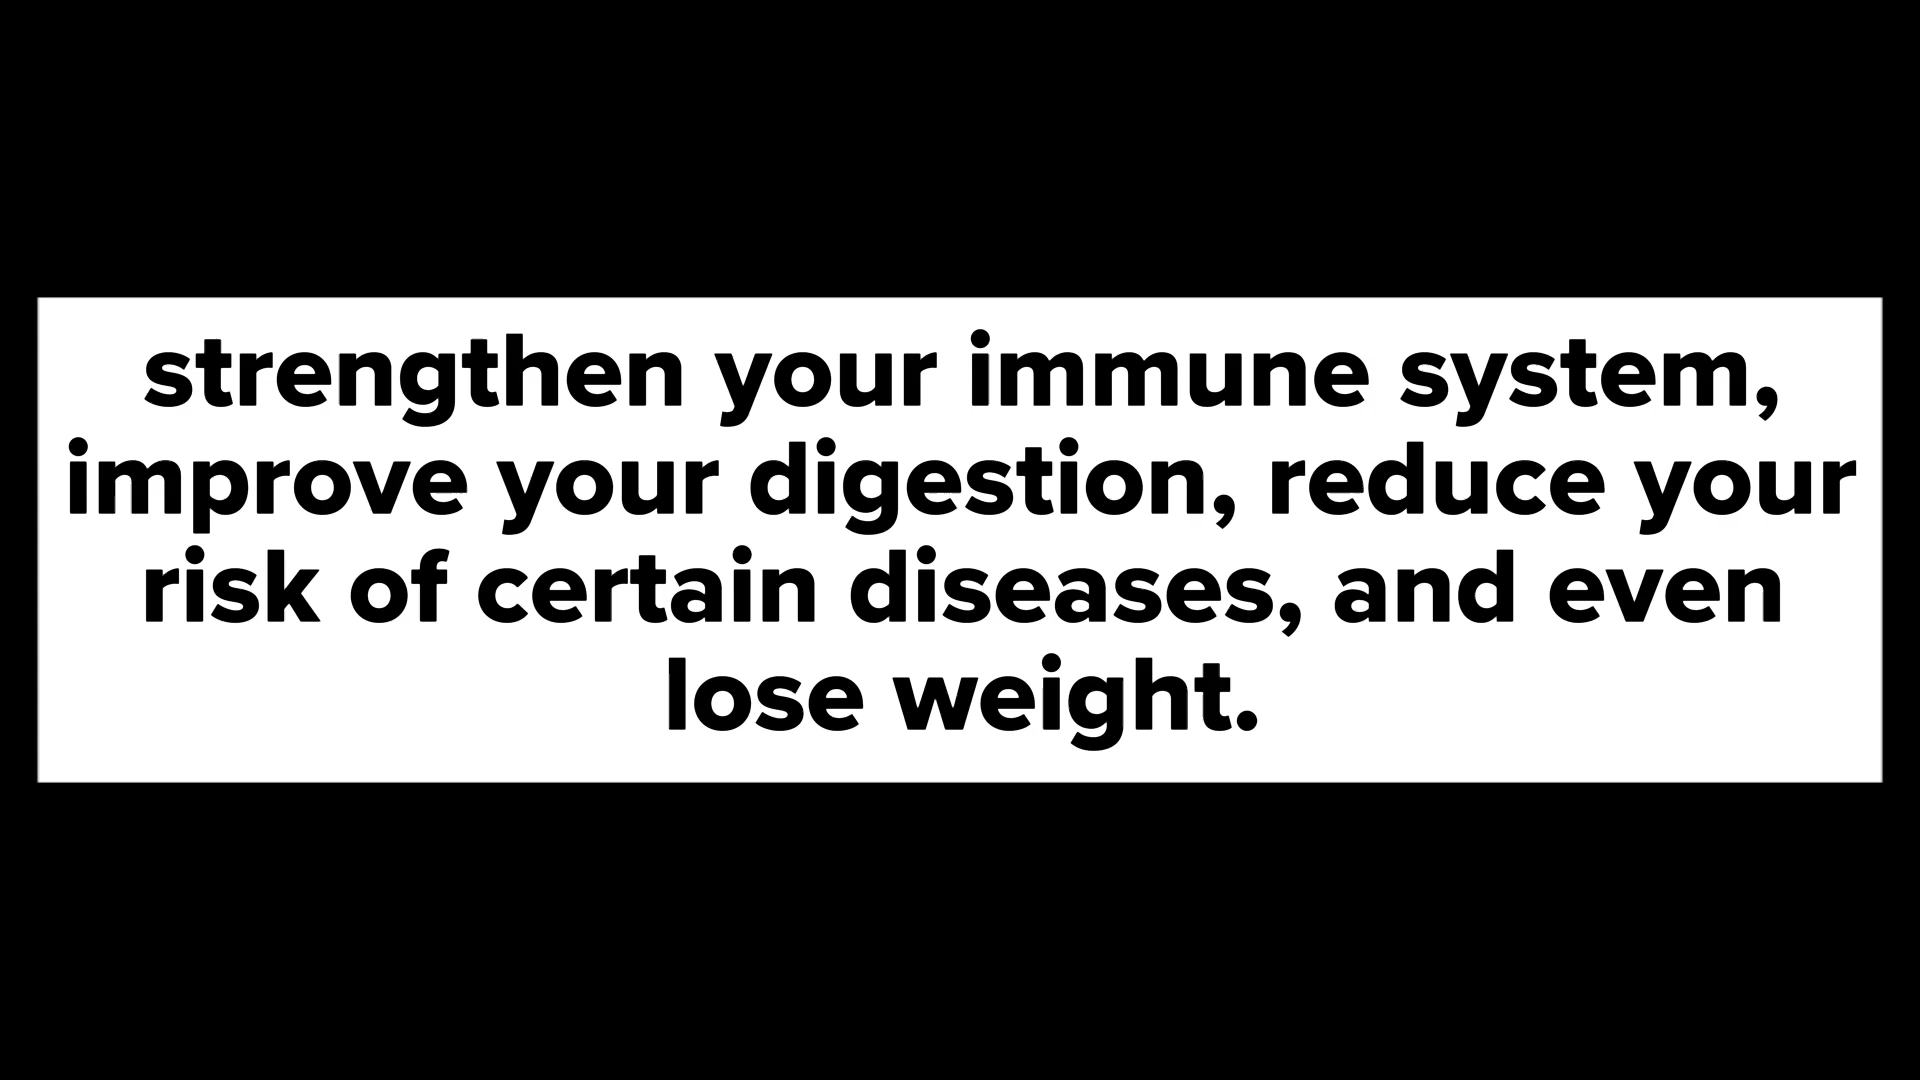 strengthen your immune system,
improve your digestion, reduce your
risk of certain diseases, and even
lose weight.